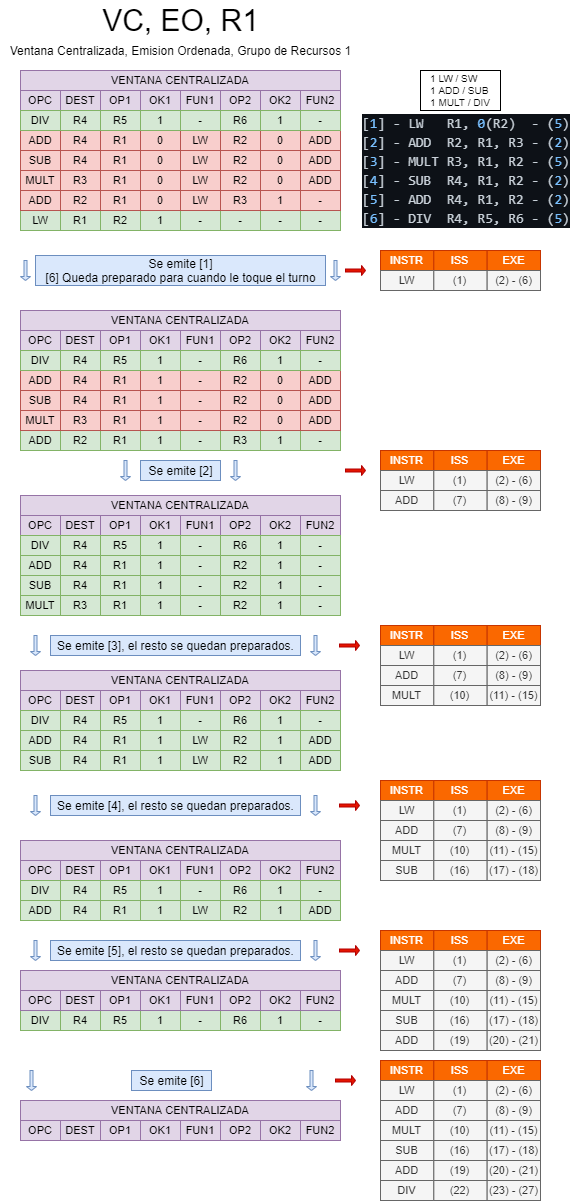 VC, EO, R1
Ventana Centralizada, Emision Ordenada, Grupo de Recursos 1
VENTANA CENTRALIZADA
OPC DEST OP1 OK1 FUN1 OP2 OK2 FUN2
DIV R4 R5 1 - R6 1 -
ADD R4 R1 0 LW R2 0 ADD
SUB R4 R1 0 LW R2 0 ADD
MULT R3 R1 0 LW R2 0 ADD
ADD R2 R1 0 LW R3 1 -
LW R1 R2 1 - - - -
1 LW / SW
1 ADD / SUB
1 MULT / DIV
[1] - LW R1, 0(R2) - (5)
[2] - ADD R2, R1, R3 - (2)
[3] - MULT R3, R1, R2 - (5)
[4] - SUB R4, R1, R2 - (2)
[5] - ADD R4, R1, R2 - (2)
[6] - DIV R4, R5, R6 - (5)
Se emite [1]
[6] Queda preparado para cuando le toque el turno
INSTR ISS EXE
LW (1) (2) - (6)
VENTANA CENTRALIZADA
OPC DEST OP1 OK1 FUN1 OP2 OK2 FUN2
DIV R4 R5 1 - R6 1 -
ADD R4 R1 1 - R2 0 ADD
SUB R4 R1 1 - R2 0 ADD
MULT R3 R1 1 - R2 0 ADD
ADD R2 R1 1 - R3 1 -
Se emite [2]
INSTR ISS EXE
LW (1) (2) - (6)
ADD (7) (8) - (9)
VENTANA CENTRALIZADA
OPC DEST OP1 OK1 FUN1 OP2 OK2 FUN2
DIV R4 R5 1 - R6 1 -
ADD R4 R1 1 - R2 1 -
SUB R4 R1 1 - R2 1 -
MULT R3 R1 1 - R2 1 -
Se emite [3], el resto se quedan preparados.
INSTR ISS EXE
LW (1) (2) - (6)
ADD (7) (8) - (9)
MULT (10) (11) - (15)
VENTANA CENTRALIZADA
OPC DEST OP1 OK1 FUN1 OP2 OK2 FUN2
DIV R4 R5 1 - R6 1 -
ADD R4 R1 1 LW R2 1 ADD
SUB R4 R1 1 LW R2 1 ADD
Se emite [4], el resto se quedan preparados.
INSTR ISS EXE
LW (1) (2) - (6)
ADD (7) (8) - (9)
MULT (10) (11) - (15)
SUB (16) (17) - (18)
VENTANA CENTRALIZADA
OPC DEST OP1 OK1 FUN1 OP2 OK2 FUN2
DIV R4 R5 1 - R6 1 -
ADD R4 R1 1 LW R2 1 ADD
Se emite [5], el resto se quedan preparados.
INSTR ISS EXE
LW (1) (2) - (6)
ADD (7) (8) - (9)
MULT (10) (11) - (15)
SUB (16) (17) - (18)
ADD (19) (20) - (21)
VENTANA CENTRALIZADA
OPC DEST OP1 OK1 FUN1 OP2 OK2 FUN2
DIV R4 R5 1 - R6 1 -
Se emite [6]
INSTR ISS EXE
LW (1) (2) - (6)
ADD (7) (8) - (9)
MULT (10) (11) - (15)
SUB (16) (17) - (18)
ADD (19) (20) - (21)
DIV (22) (23) - (27)
VENTANA CENTRALIZADA
OPC DEST OP1 OK1 FUN1 OP2 OK2 FUN2